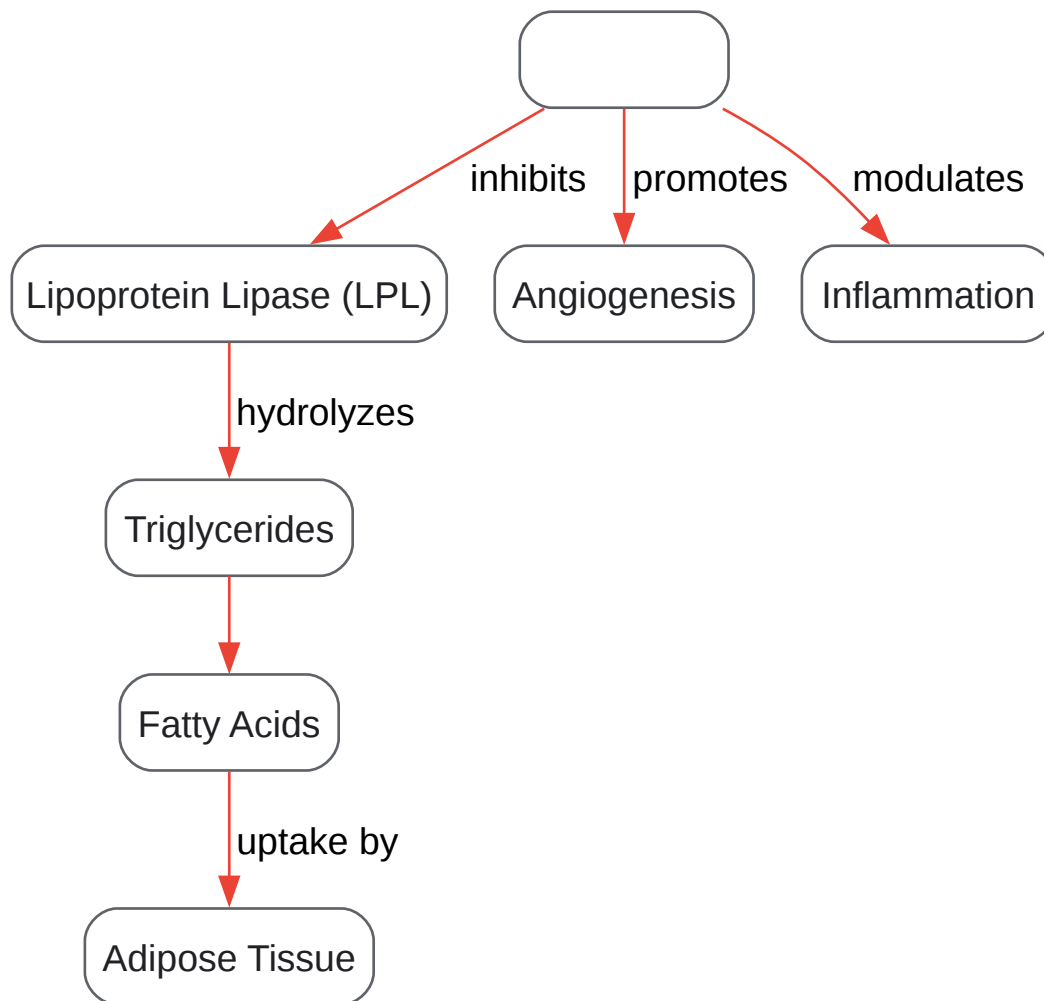 inhibits
promotes
modulates
Lipoprotein Lipase (LPL)
Angiogenesis
Inflammation
hydrolyzes
Triglycerides
Fatty Acids
uptake by
Adipose Tissue